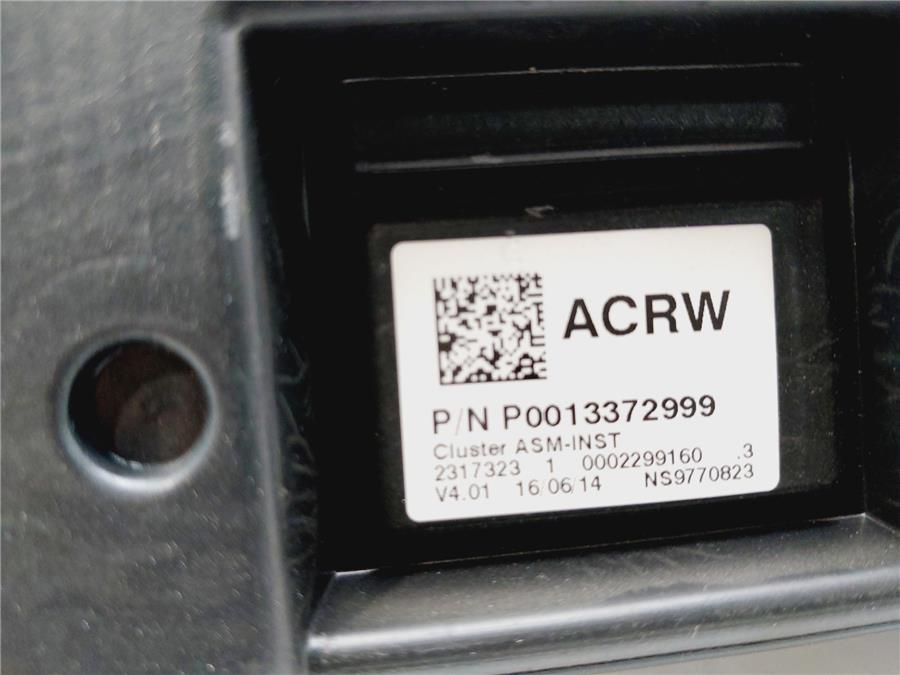 ACRW
P/N P0013372999
Cluster ASM-INST
2317323 1 0002299160 .3
V4.01 16/06/14 NS9770823